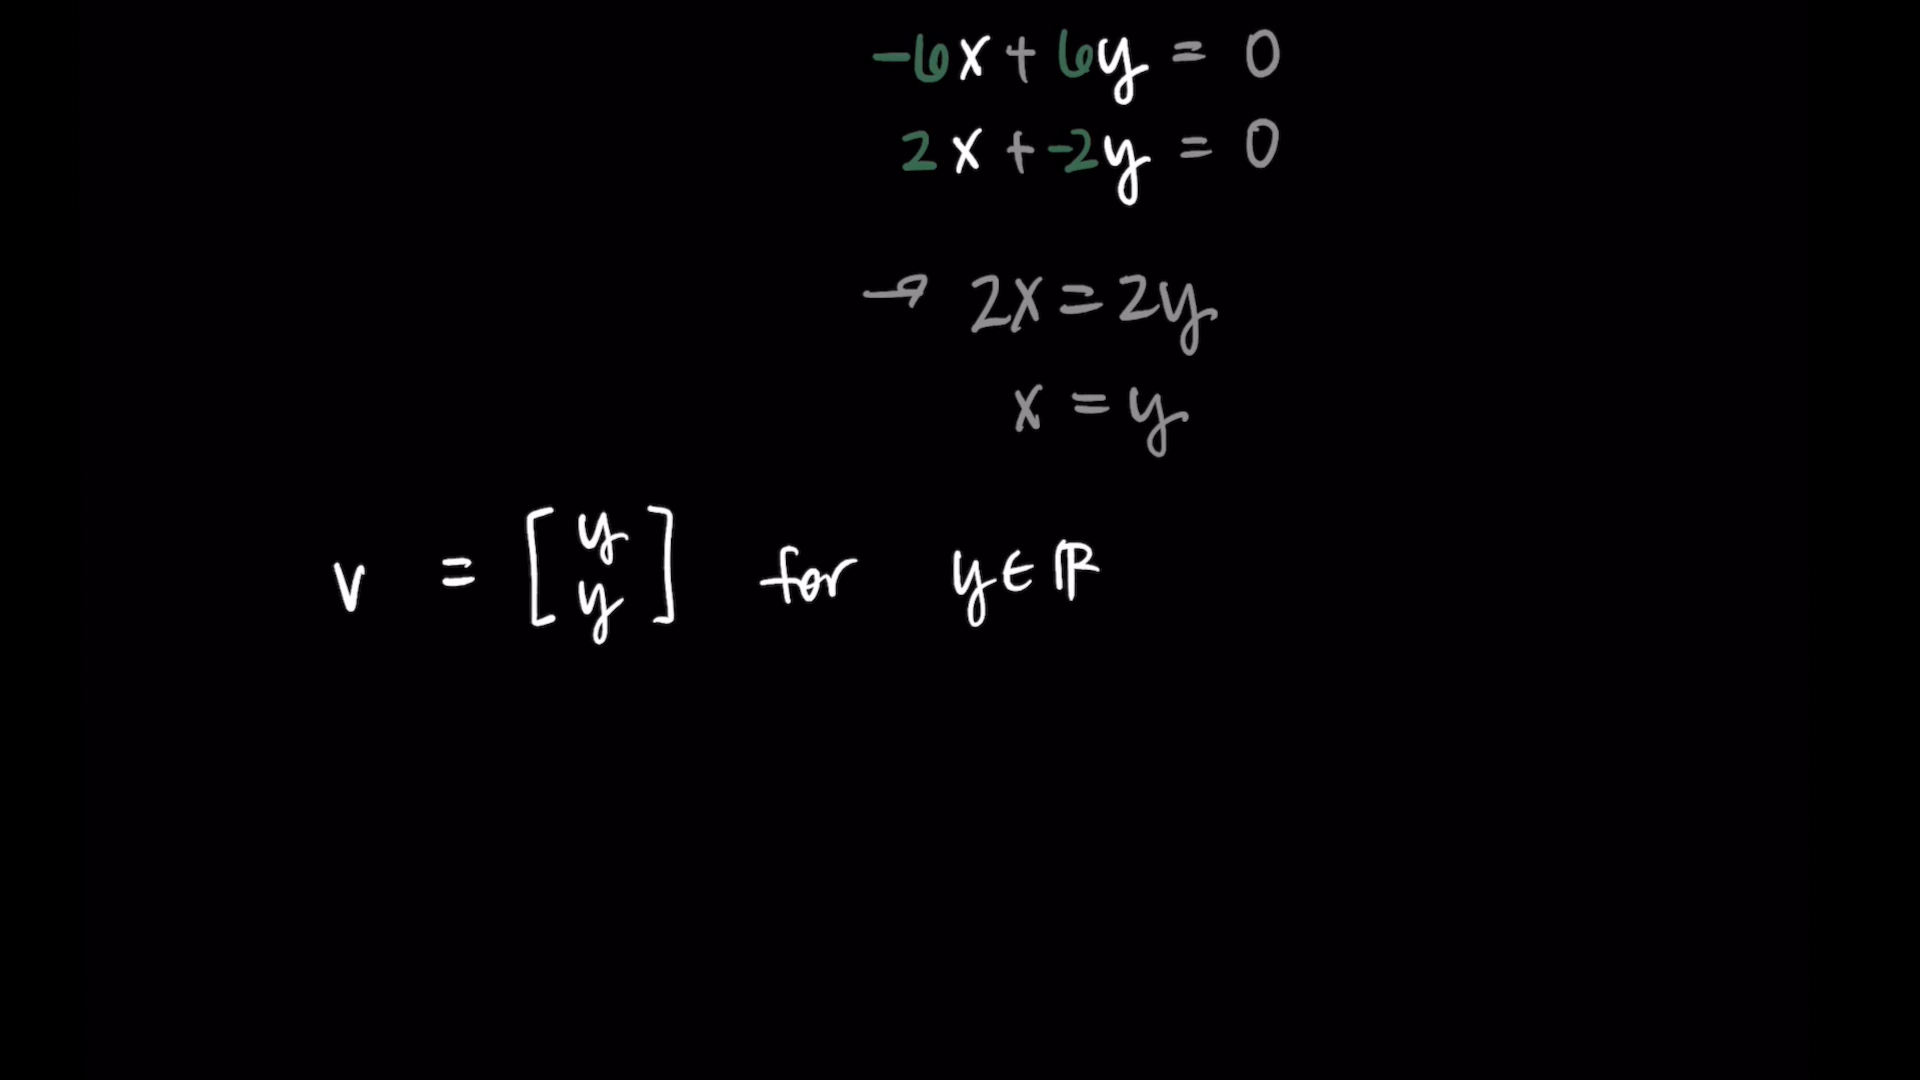 -6x + 6y = 0
2x + -2y = 0
→ 2x = 2y
x = y
v = [y y] for y ∈ ℝ